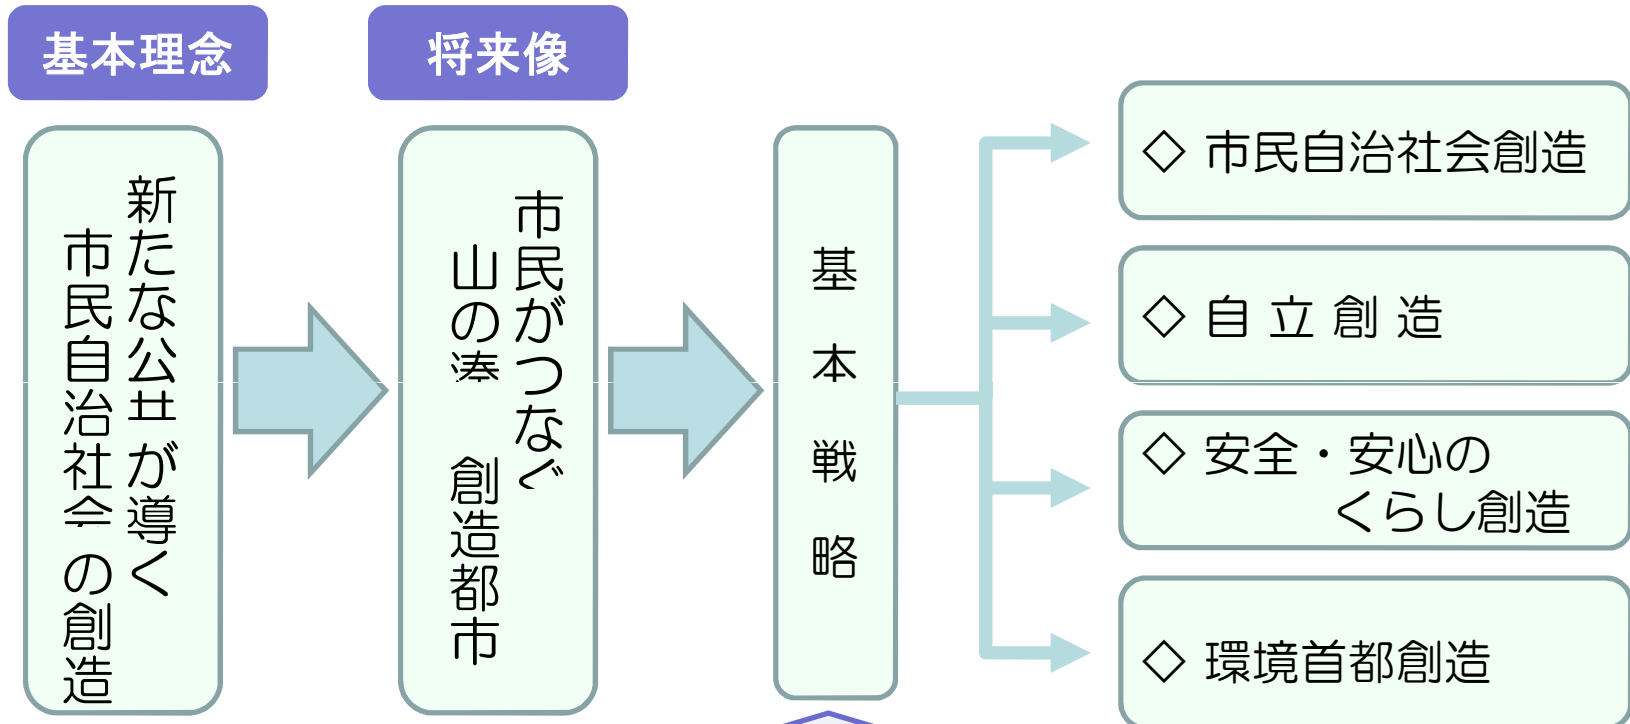 基本理念
将来像
新たな公共が導く
市民自治社会の創造
市民がつなぐ
山の湊 創造都市
基本戦略
◇ 市民自治社会創造
◇ 自立創造
◇ 安全・安心の
くらし創造
◇ 環境首都創造